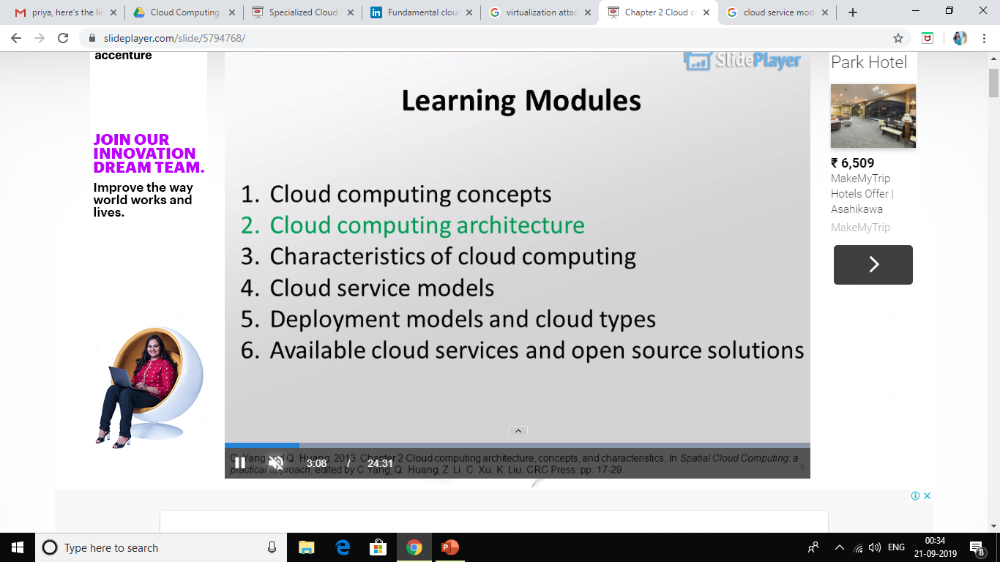 priya, here's the lin
Cloud Computing
Specialized Cloud
Fundamental clou
virtualization attac
Chapter 2 Cloud c
cloud service mod
slideplayer.com/slide/5794768/
accenture
JOIN OUR
INNOVATION
DREAM TEAM.
Improve the way
world works and
lives.
SlidePlayer
Learning Modules
1. Cloud computing concepts
2. Cloud computing architecture
3. Characteristics of cloud computing
4. Cloud service models
5. Deployment models and cloud types
6. Available cloud services and open source solutions
C. Yang and Q. Huang, 2013. Chapter 2 Cloud computing architecture, concepts, and characteristics, In Spatial Cloud Computing: a
practical approach, edited by C.Yang, Q. Huang, Z. Li, C. Xu, K. Liu, CRC Press: pp. 17-29.
8
3:08 / 24:31
Park Hotel
₹ 6,509
MakeMyTrip
Hotels Offer |
Asahikawa
MakeMyTrip
Type here to search
ENG
00:34
21-09-2019
8